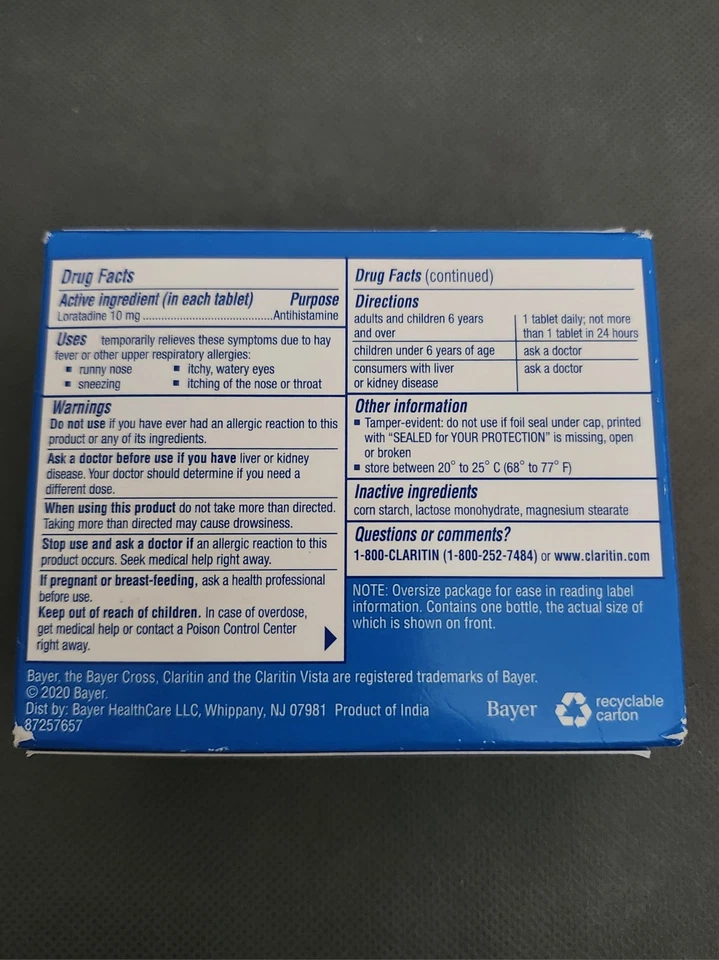 Drug Facts
Active ingredient (in each tablet) Purpose
Loratadine 10 mg ........................................Antihistamine
Uses temporarily relieves these symptoms due to hay
fever or other upper respiratory allergies:
▪ runny nose ▪ itchy, watery eyes
▪ sneezing ▪ itching of the nose or throat
Warnings
Do not use if you have ever had an allergic reaction to this
product or any of its ingredients.
Ask a doctor before use if you have liver or kidney
disease. Your doctor should determine if you need a
different dose.
When using this product do not take more than directed.
Taking more than directed may cause drowsiness.
Stop use and ask a doctor if an allergic reaction to this
product occurs. Seek medical help right away.
If pregnant or breast-feeding, ask a health professional
before use.
Keep out of reach of children. In case of overdose,
get medical help or contact a Poison Control Center
right away.
Drug Facts (continued)
Directions
adults and children 6 years 1 tablet daily; not more
and over than 1 tablet in 24 hours
children under 6 years of age ask a doctor
consumers with liver ask a doctor
or kidney disease
Other information
▪ Tamper-evident: do not use if foil seal under cap, printed
with “SEALED for YOUR PROTECTION” is missing, open
or broken
▪ store between 20° to 25° C (68° to 77° F)
Inactive ingredients
corn starch, lactose monohydrate, magnesium stearate
Questions or comments?
1-800-CLARITIN (1-800-252-7484) or www.claritin.com
NOTE: Oversize package for ease in reading label
information. Contains one bottle, the actual size of
which is shown on front.
Bayer, the Bayer Cross, Claritin and the Claritin Vista are registered trademarks of Bayer.
© 2020 Bayer.
Dist by: Bayer HealthCare LLC, Whippany, NJ 07981 Product of India
87257657
Bayer
recyclable
carton